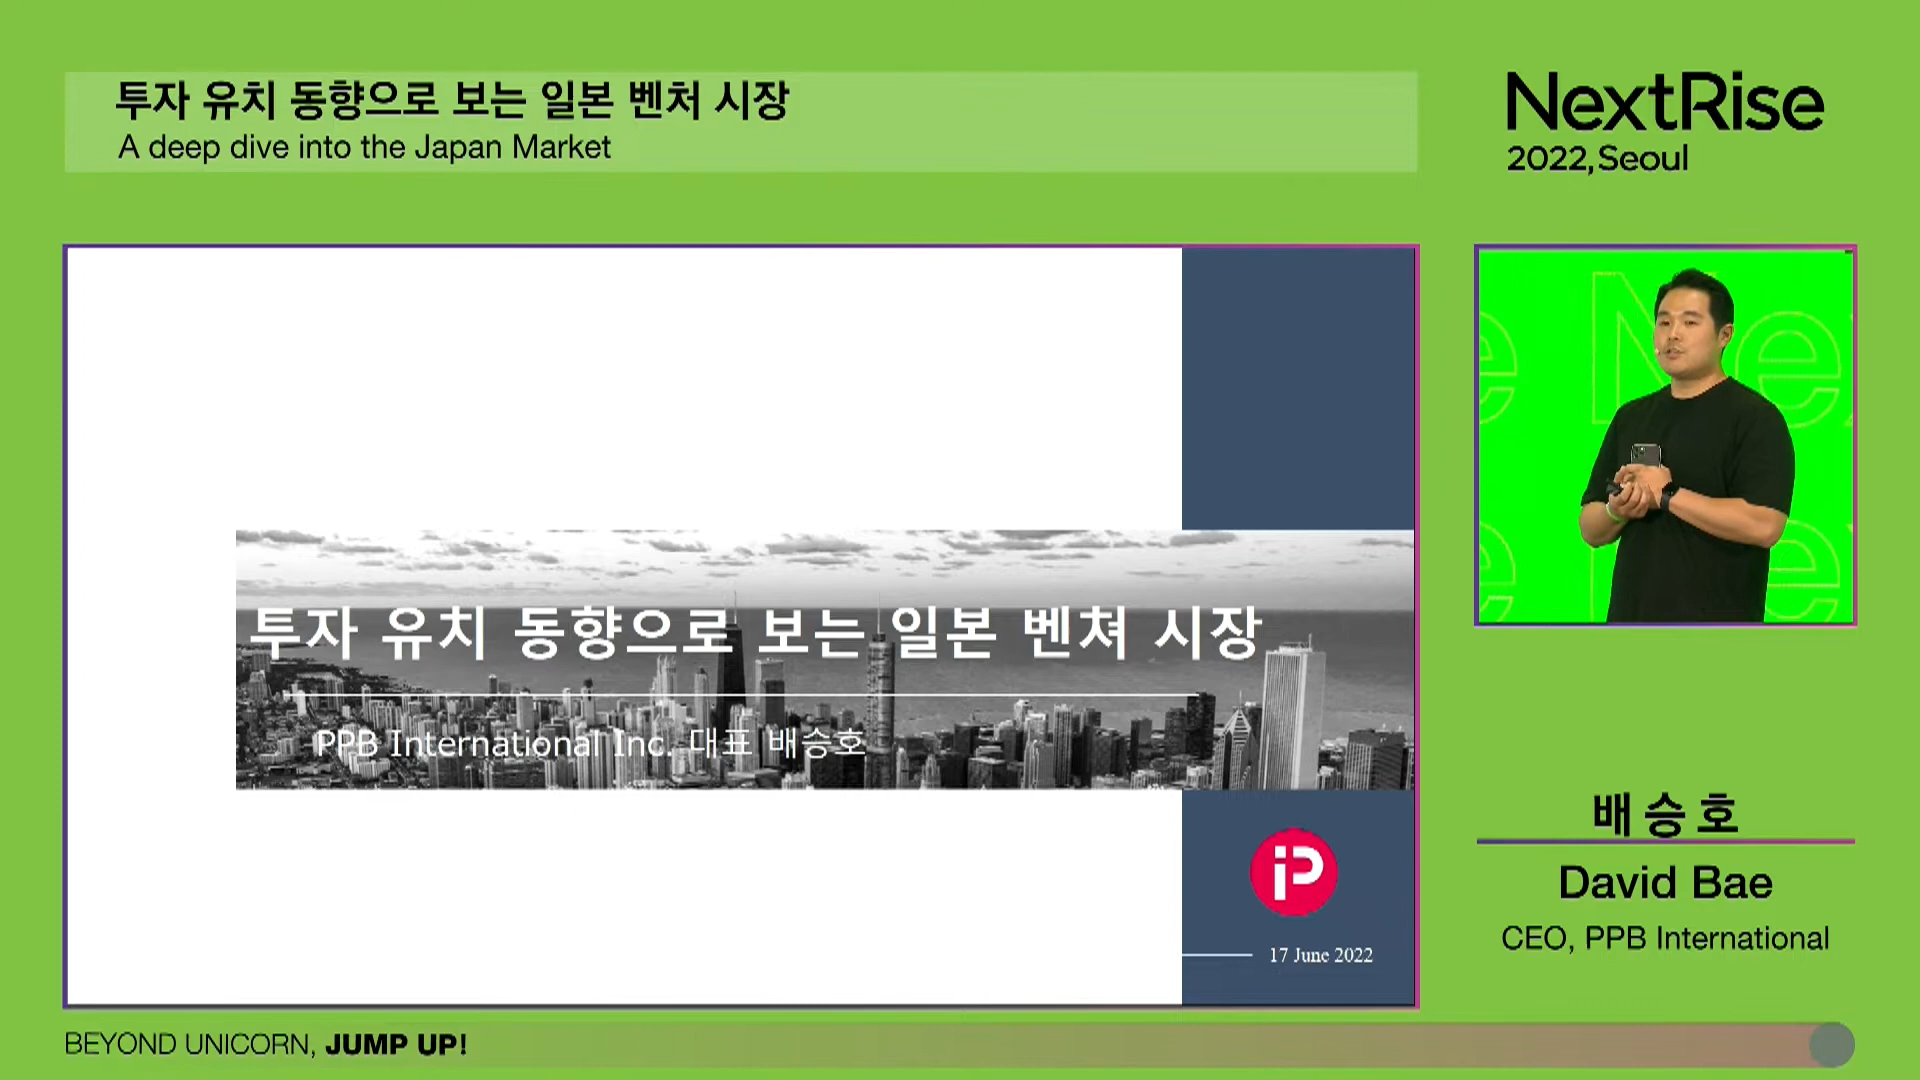 투자 유치 동향으로 보는 일본 벤처 시장
A deep dive into the Japan Market
NextRise
2022, Seoul
투자 유치 동향으로 보는 일본 벤쳐 시장
PPB International Inc. 대표 배승호
iP
17 June 2022
배승호
David Bae
CEO, PPB International
BEYOND UNICORN, JUMP UP!